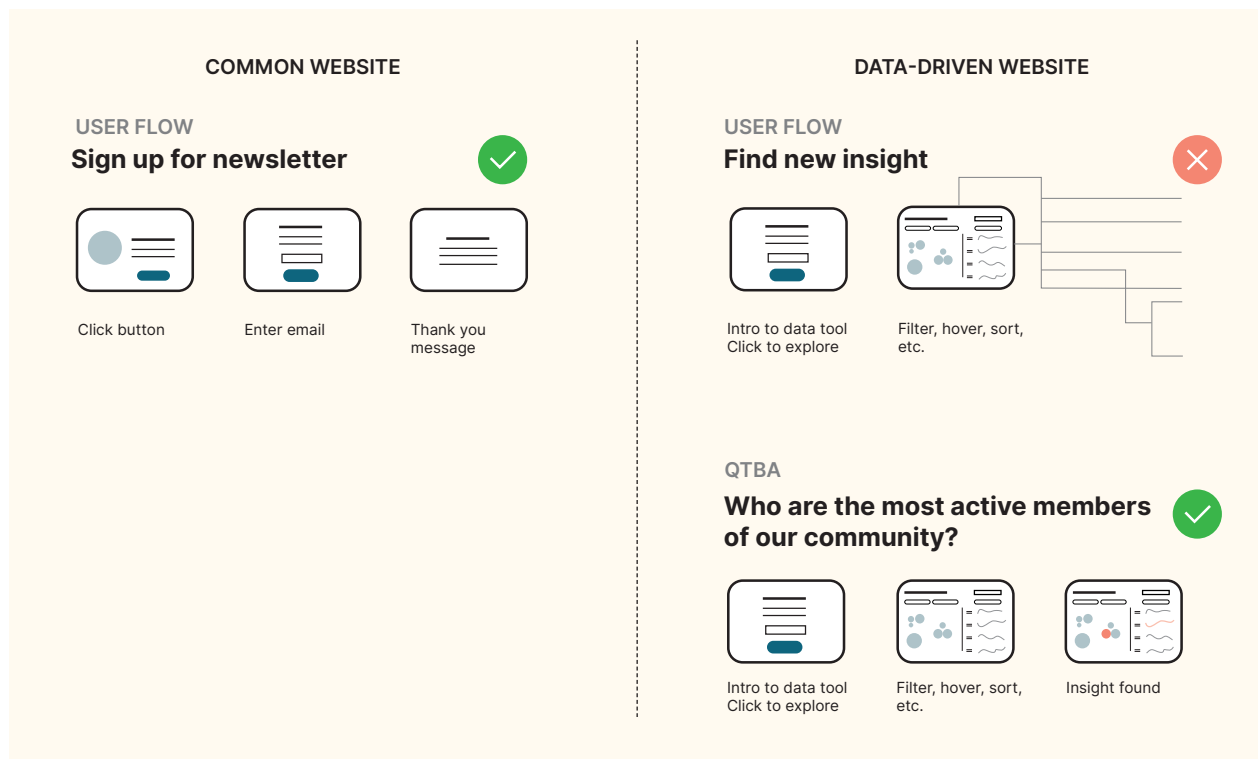 COMMON WEBSITE
USER FLOW
Sign up for newsletter
Click button
Enter email
Thank you
message
DATA-DRIVEN WEBSITE
USER FLOW
Find new insight
Intro to data tool
Click to explore
Filter, hover, sort,
etc.
QTBA
Who are the most active members
of our community?
Intro to data tool
Click to explore
Filter, hover, sort,
etc.
Insight found